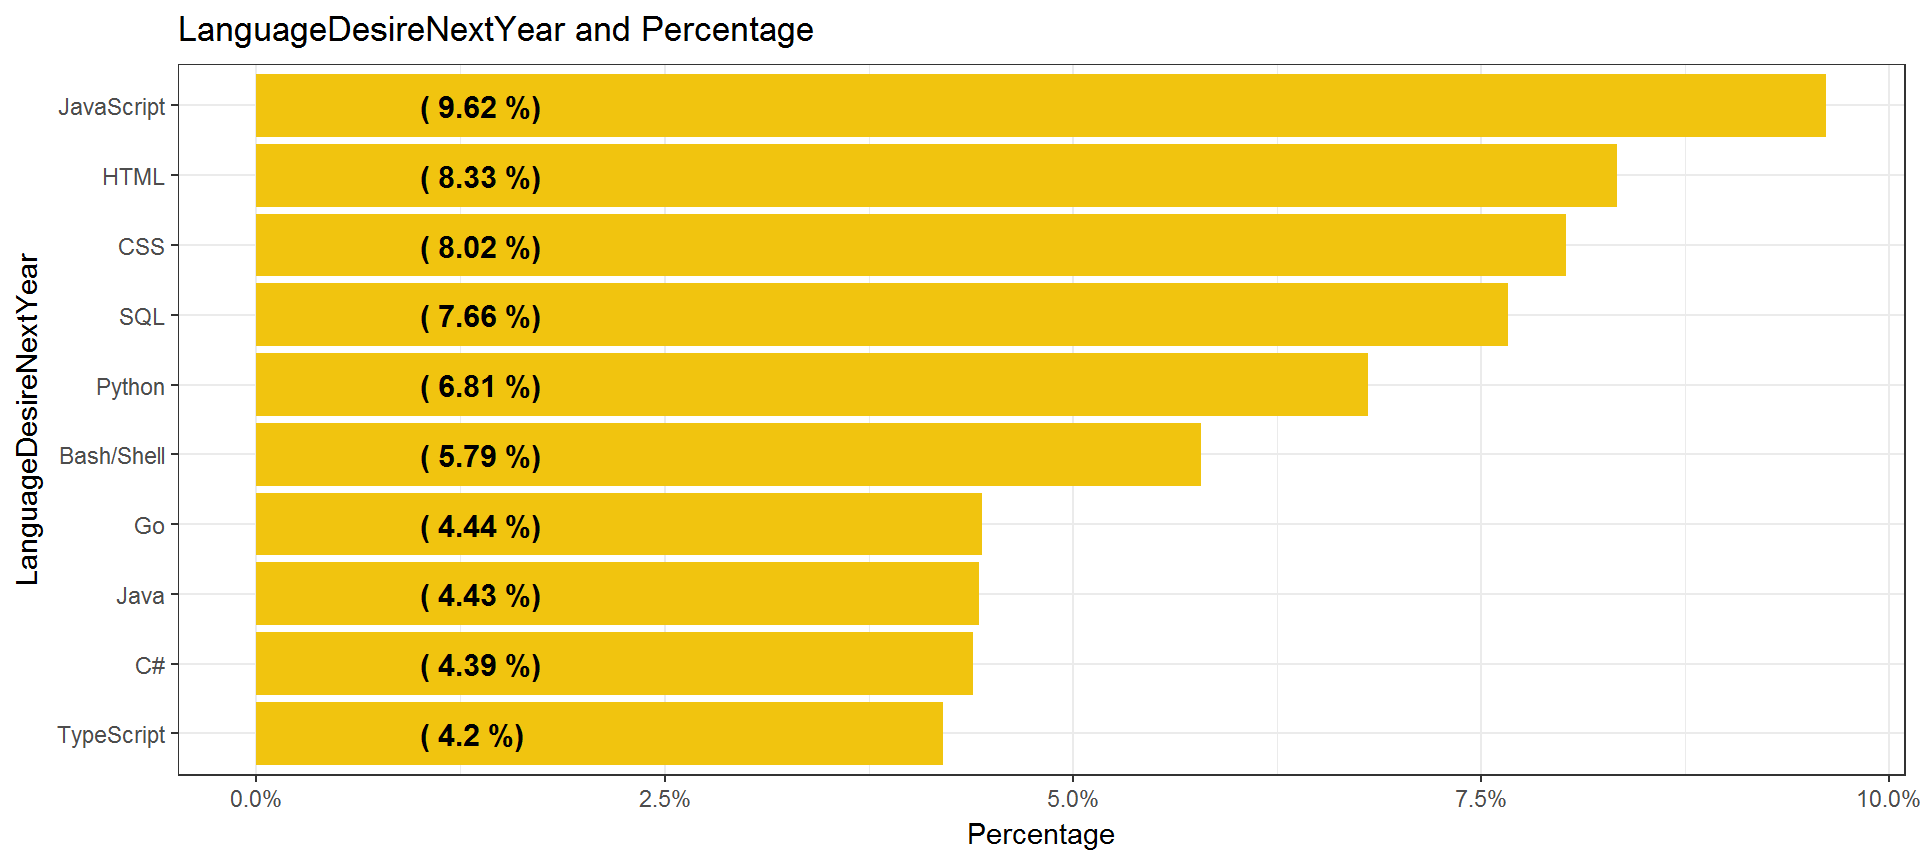 LanguageDesireNextYear and Percentage
LanguageDesireNextYear
JavaScript ( 9.62 %)
HTML ( 8.33 %)
CSS ( 8.02 %)
SQL ( 7.66 %)
Python ( 6.81 %)
Bash/Shell ( 5.79 %)
Go ( 4.44 %)
Java ( 4.43 %)
C# ( 4.39 %)
TypeScript ( 4.2 %)
0.0% 2.5% 5.0% 7.5% 10.0%
Percentage